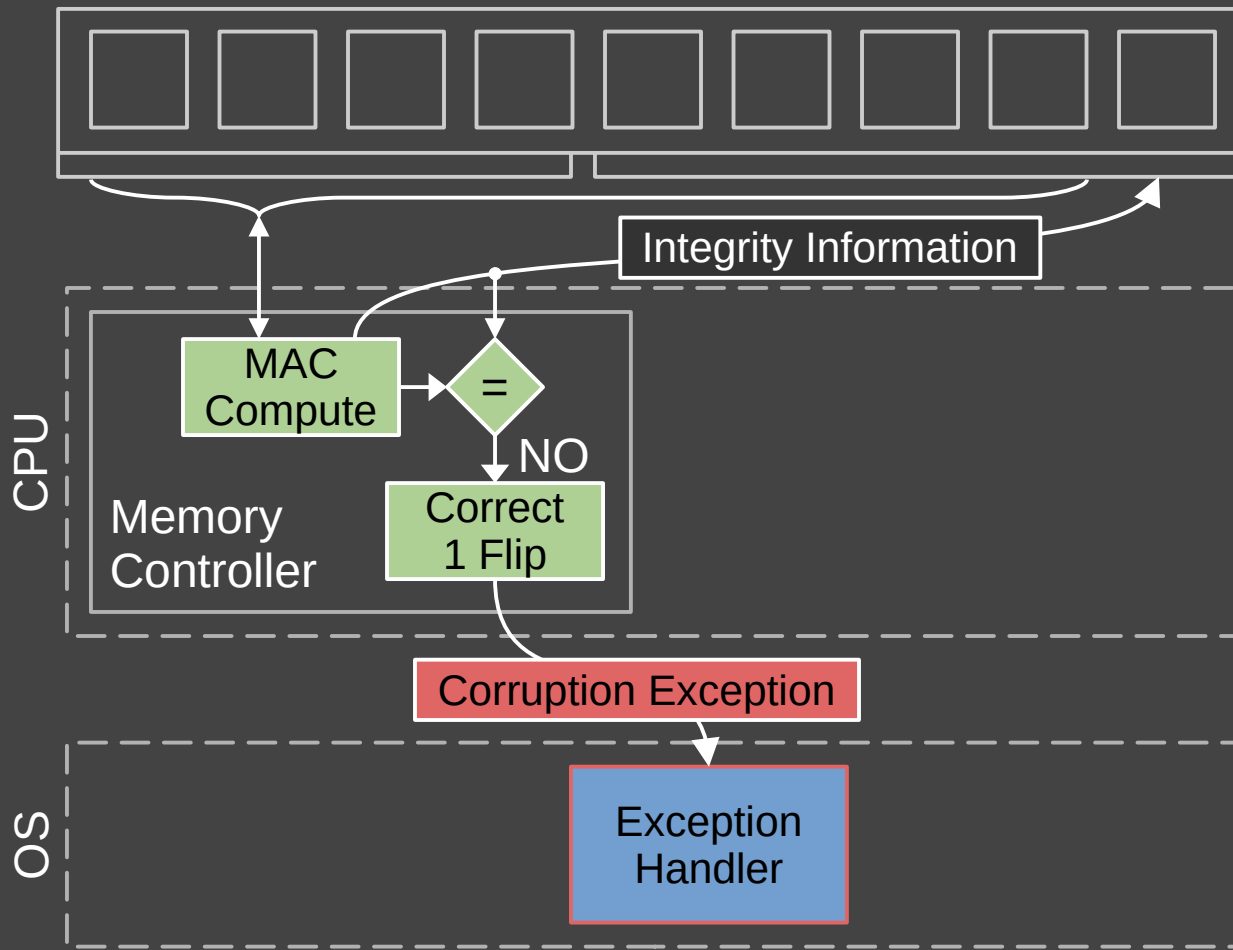 Integrity Information
MAC
Compute
=
NO
CPU
Memory
Controller
Correct
1 Flip
Corruption Exception
OS
Exception
Handler